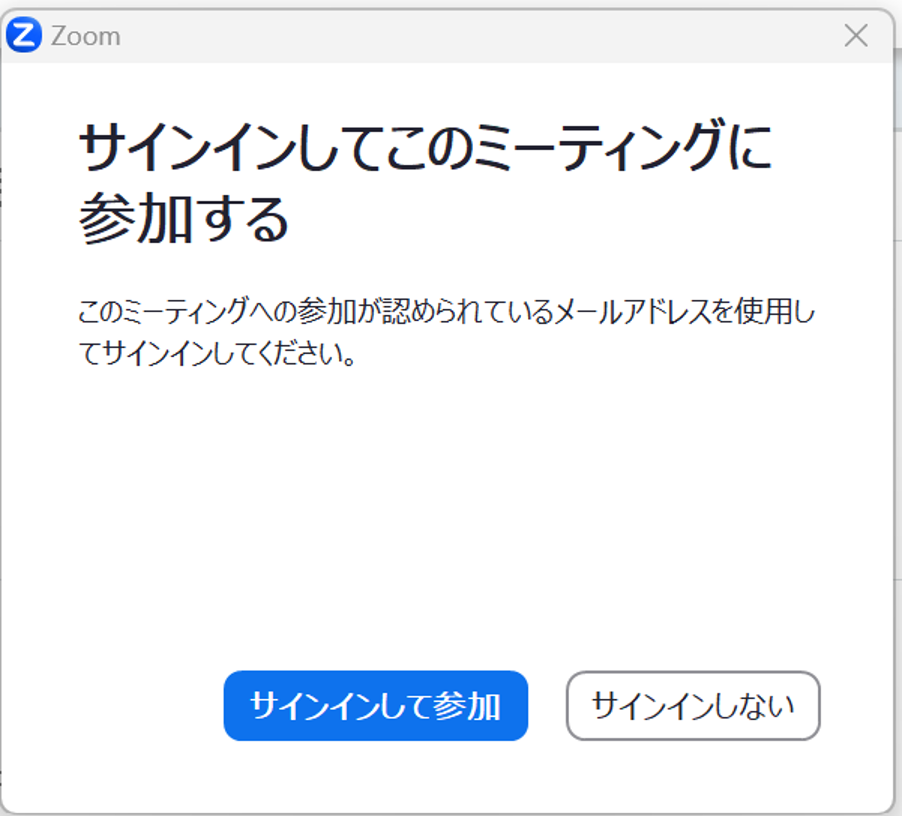 Zoom
サインインしてこのミーティングに
参加する
このミーティングへの参加が認められているメールアドレスを使用し
てサインインしてください。
サインインして参加
サインインしない